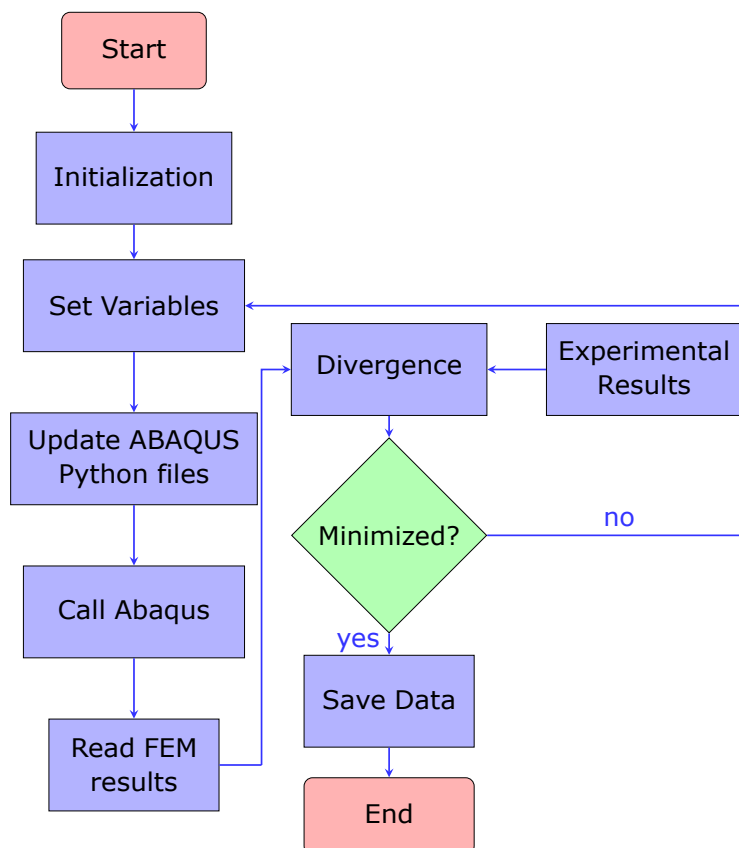 Start
Initialization
Set Variables
Update ABAQUS
Python files
Call Abaqus
Read FEM
results
Divergence
Experimental
Results
Minimized?
no
yes
Save Data
End